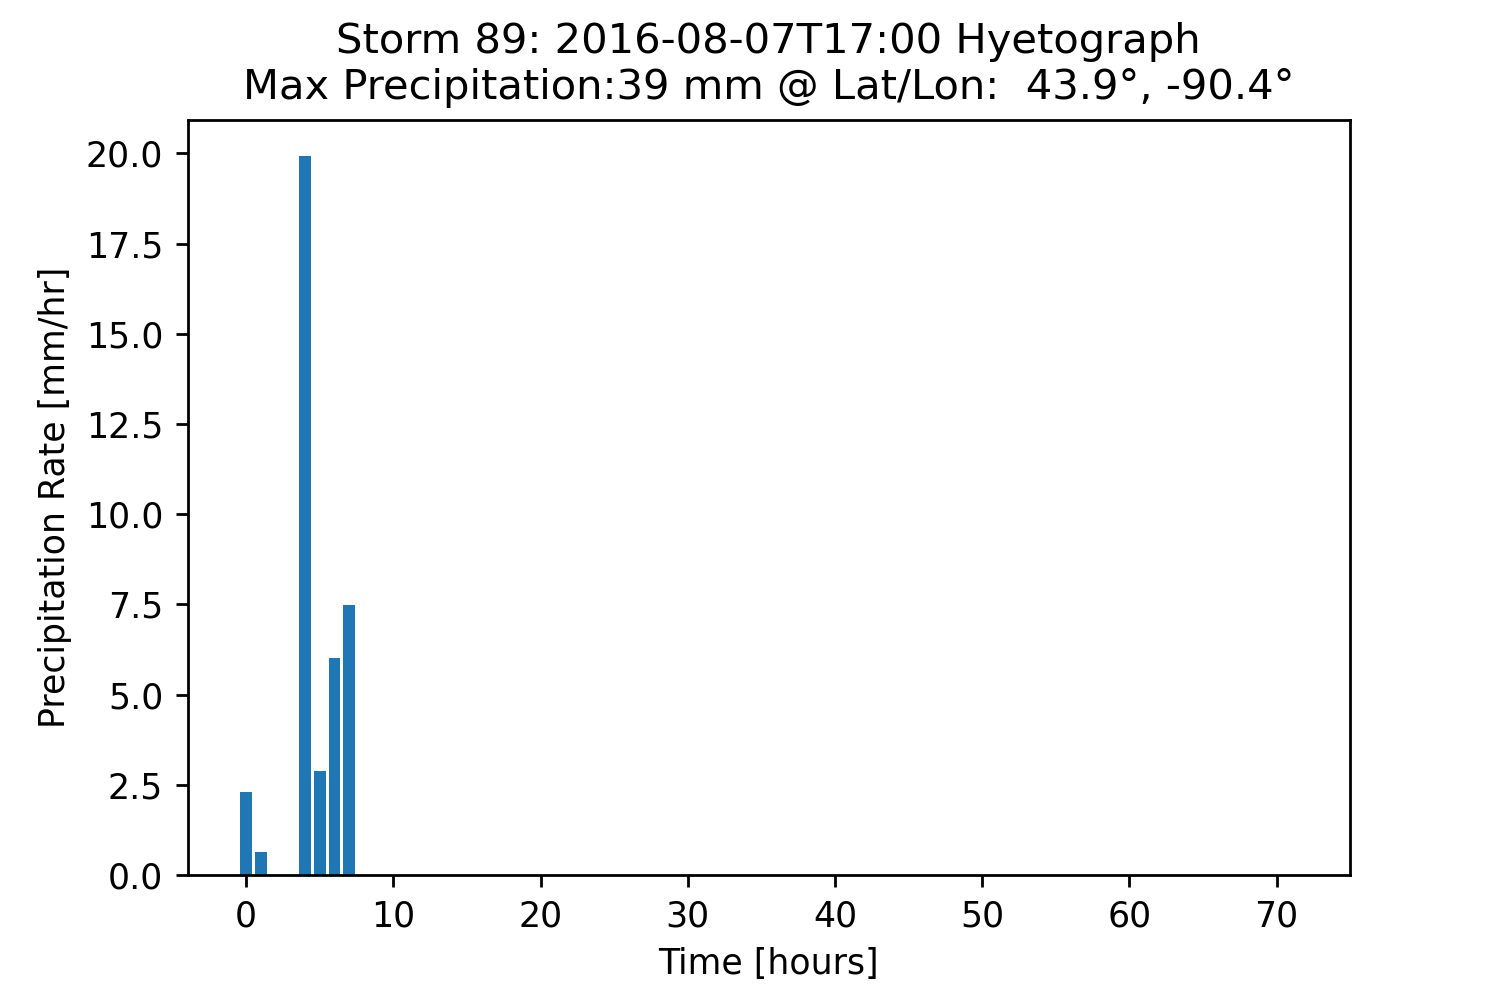 Storm 89: 2016-08-07T17:00 Hyetograph
Max Precipitation:39 mm @ Lat/Lon:  43.9°, -90.4°
20.0
17.5
15.0
12.5
10.0
7.5
5.0
2.5
0.0
Precipitation Rate [mm/hr]
0 10 20 30 40 50 60 70
Time [hours]